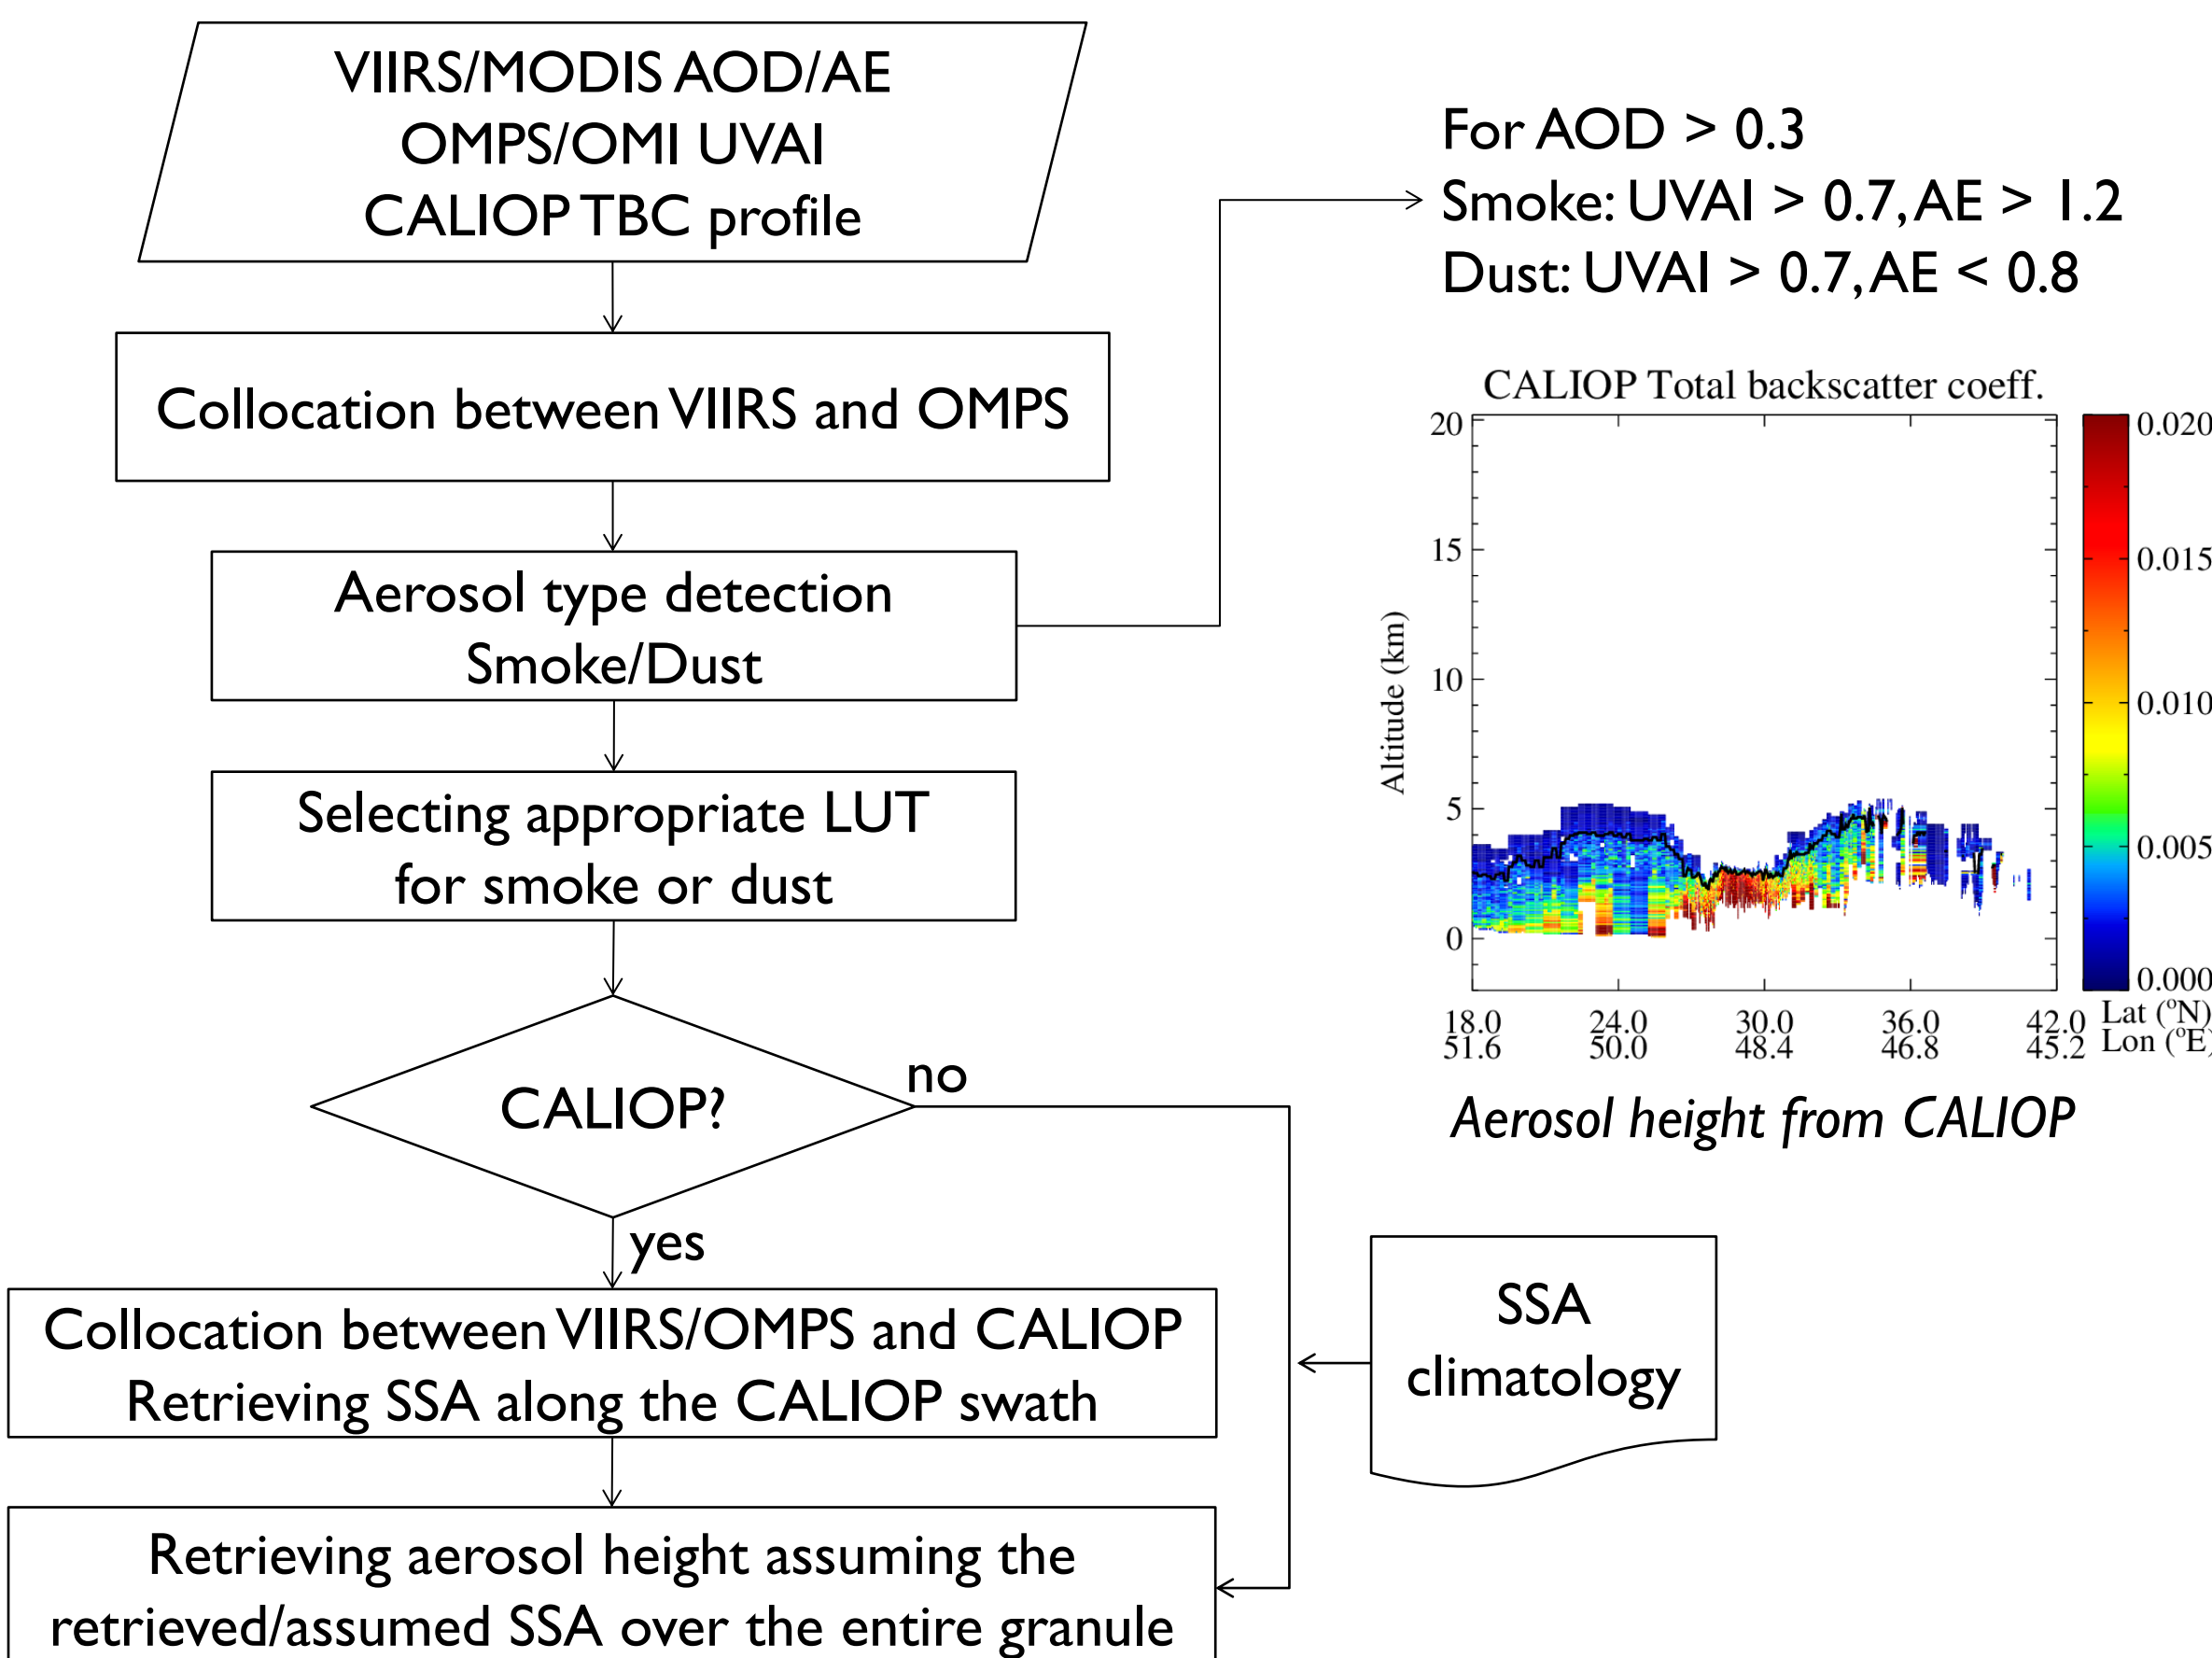 VIIRS/MODIS AOD/AE
OMPS/OMI UVAI
CALIOP TBC profile
Collocation between VIIRS and OMPS
Aerosol type detection
Smoke/Dust
Selecting appropriate LUT
for smoke or dust
CALIOP?
no
yes
Collocation between VIIRS/OMPS and CALIOP
Retrieving SSA along the CALIOP swath
Retrieving aerosol height assuming the
retrieved/assumed SSA over the entire granule
For AOD > 0.3
Smoke: UVAI > 0.7, AE > 1.2
Dust: UVAI > 0.7, AE < 0.8
CALIOP Total backscatter coeff.
Altitude (km)
20
15
10
5
0
0.020
0.015
0.010
0.005
0.000
18.0 24.0 30.0 36.0 42.0 Lat (°N)
51.6 50.0 48.4 46.8 45.2 Lon (°E)
Aerosol height from CALIOP
SSA
climatology